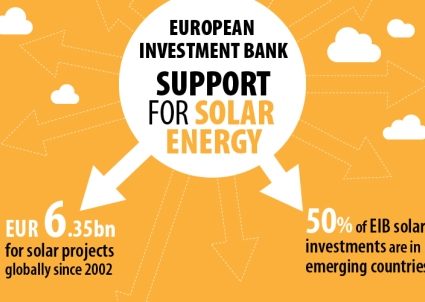 EUROPEAN
INVESTMENT BANK
SUPPORT
FOR SOLAR
ENERGY
EUR 6.35bn
for solar projects
globally since 2002
50% of EIB solar
investments are in
emerging countries